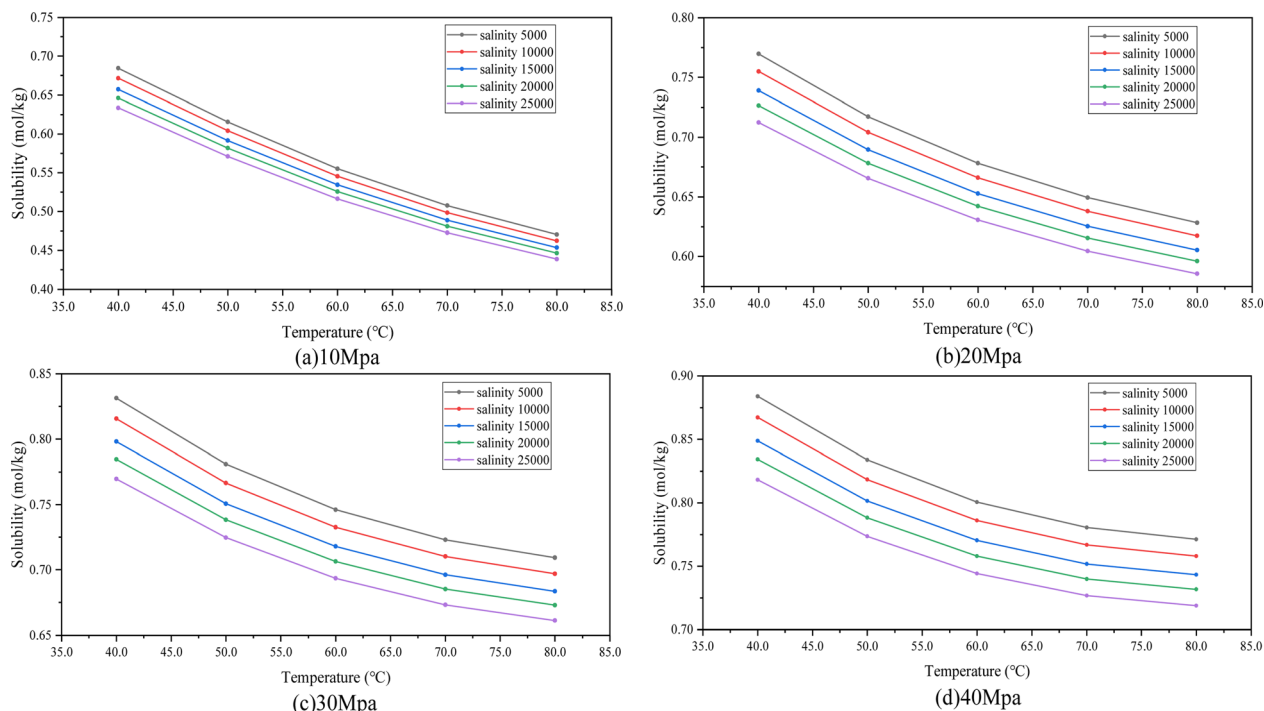 0.75
0.70
0.65
0.60
0.55
0.50
0.45
0.40
Solubility (mol/kg)
salinity 5000
salinity 10000
salinity 15000
salinity 20000
salinity 25000
35.0 40.0 45.0 50.0 55.0 60.0 65.0 70.0 75.0 80.0 85.0
Temperature (℃)
(a)10Mpa
0.80
0.75
0.70
0.65
0.60
Solubility (mol/kg)
salinity 5000
salinity 10000
salinity 15000
salinity 20000
salinity 25000
35.0 40.0 45.0 50.0 55.0 60.0 65.0 70.0 75.0 80.0 85.0
Temperature (℃)
(b)20Mpa
0.85
0.80
0.75
0.70
0.65
Solubility (mol/kg)
salinity 5000
salinity 10000
salinity 15000
salinity 20000
salinity 25000
35.0 40.0 45.0 50.0 55.0 60.0 65.0 70.0 75.0 80.0 85.0
Temperature (℃)
(c)30Mpa
0.90
0.85
0.80
0.75
0.70
Solubility (mol/kg)
salinity 5000
salinity 10000
salinity 15000
salinity 20000
salinity 25000
35.0 40.0 45.0 50.0 55.0 60.0 65.0 70.0 75.0 80.0 85.0
Temperature (℃)
(d)40Mpa